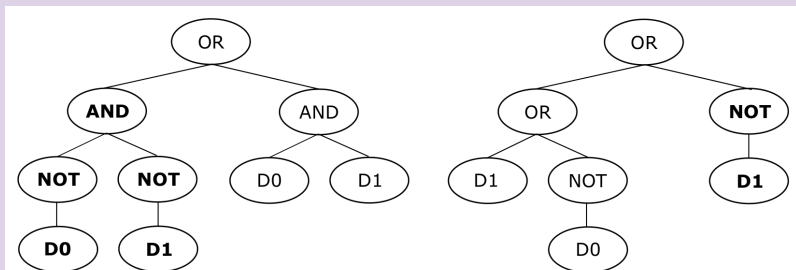 OR OR
AND AND OR NOT
NOT NOT D0 D1 D1 NOT D1
D0 D1 D0